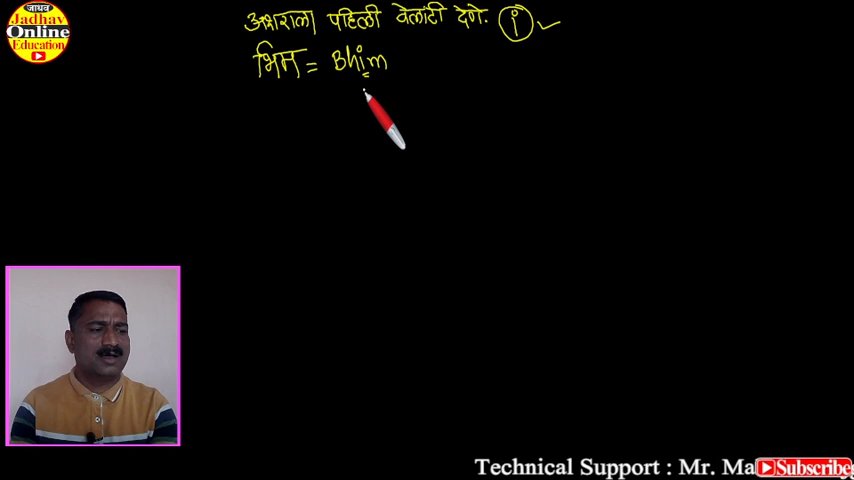 जाधव
Jadhav
Online
Education
अक्षराला पहिली वेलांटी देणे. i
भिम = Bhim
Technical Support : Mr. Ma
Subscribe